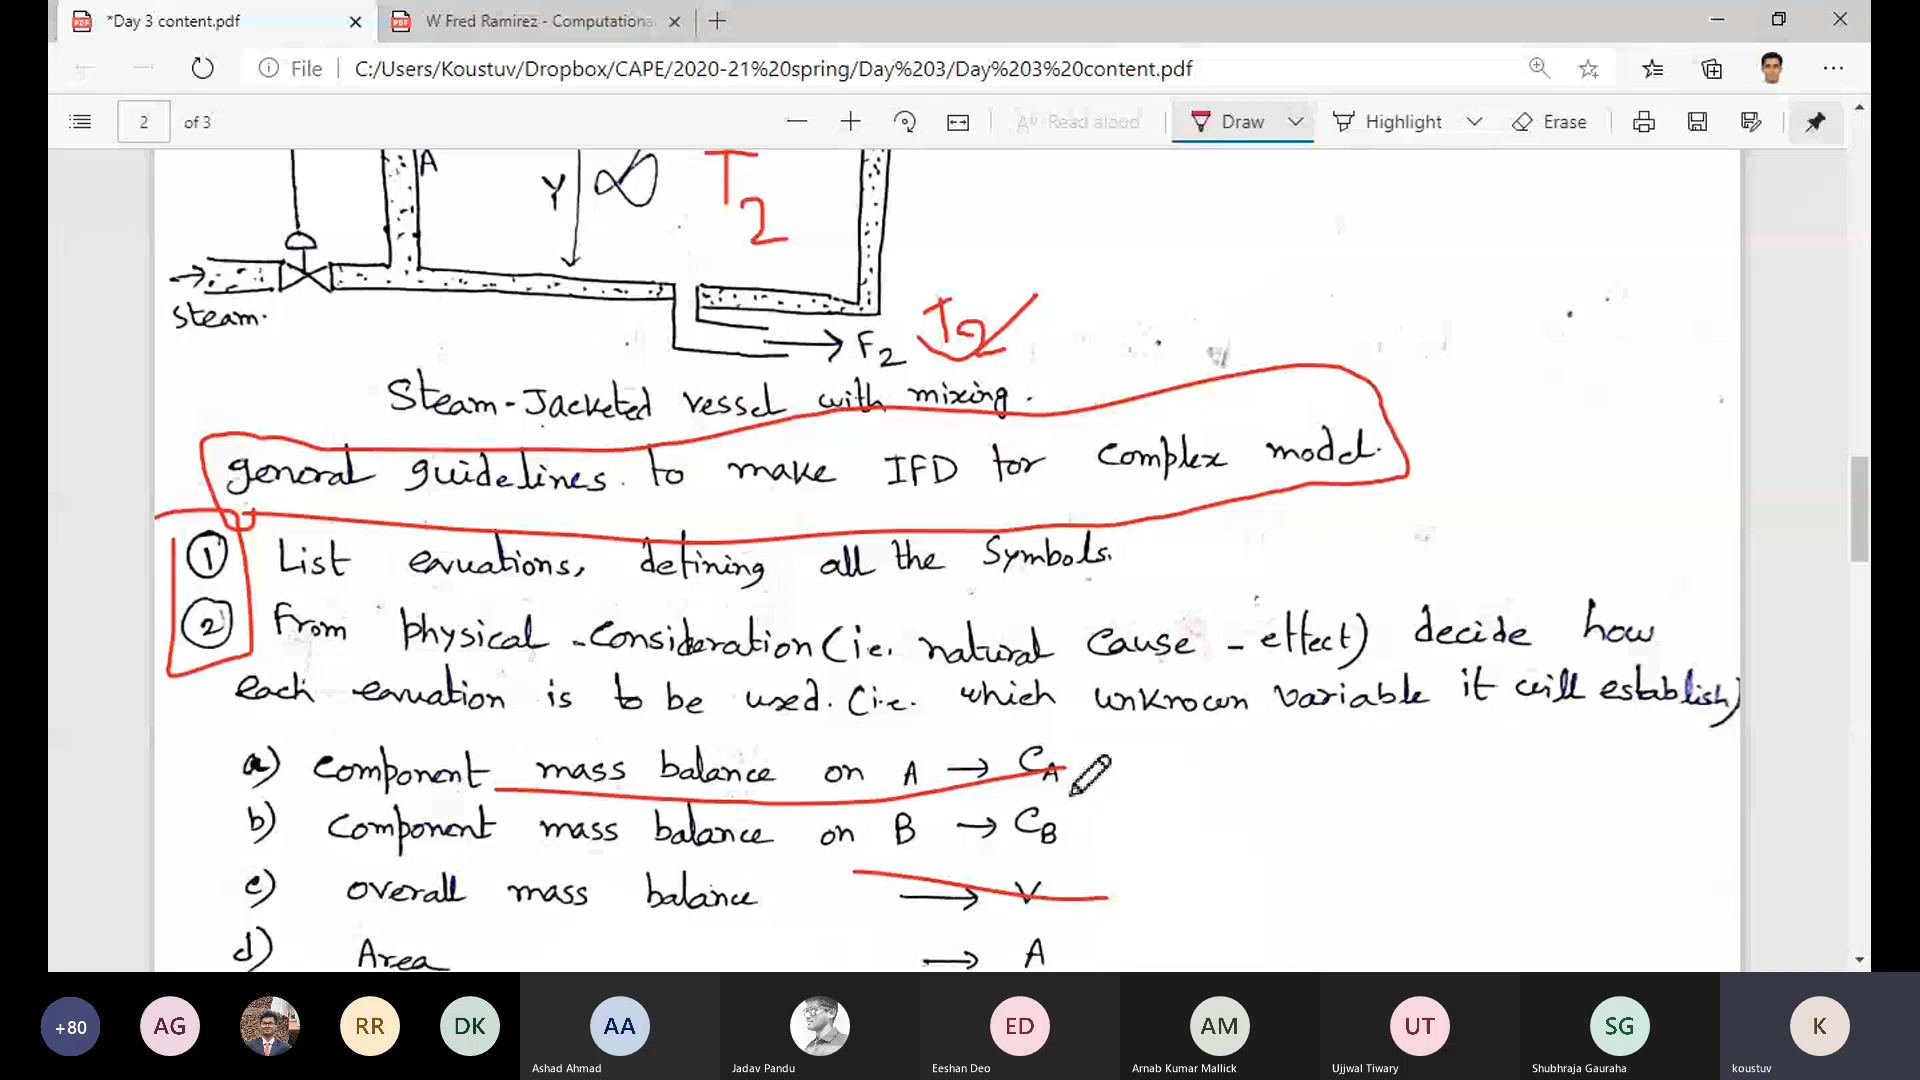 *Day 3 content.pdf
W Fred Ramirez - Computationa
File
C:/Users/Koustuv/Dropbox/CAPE/2020-21%20spring/Day%203/Day%203%20content.pdf
2 of 3
Read aloud
Draw
Highlight
Erase
A
Y
T2
steam.
F2 T2
Steam-Jacketed vessel with mixing.
general guidelines. to make IFD for complex model.
1 List equations, defining all the symbols.
2 From physical -consideration (i.e. natural cause - effect) decide how
each equation is to be used. (i.e. which unknown variable it will establish)
a) component mass balance on A → CA
b) component mass balance on B → CB
c) overall mass balance → V
d) Area → A
+80
AG
RR
DK
AA
ED
AM
UT
SG
K
Ashad Ahmad
Jadav Pandu
Eeshan Deo
Arnab Kumar Mallick
Ujjwal Tiwary
Shubhraja Gauraha
koustuv